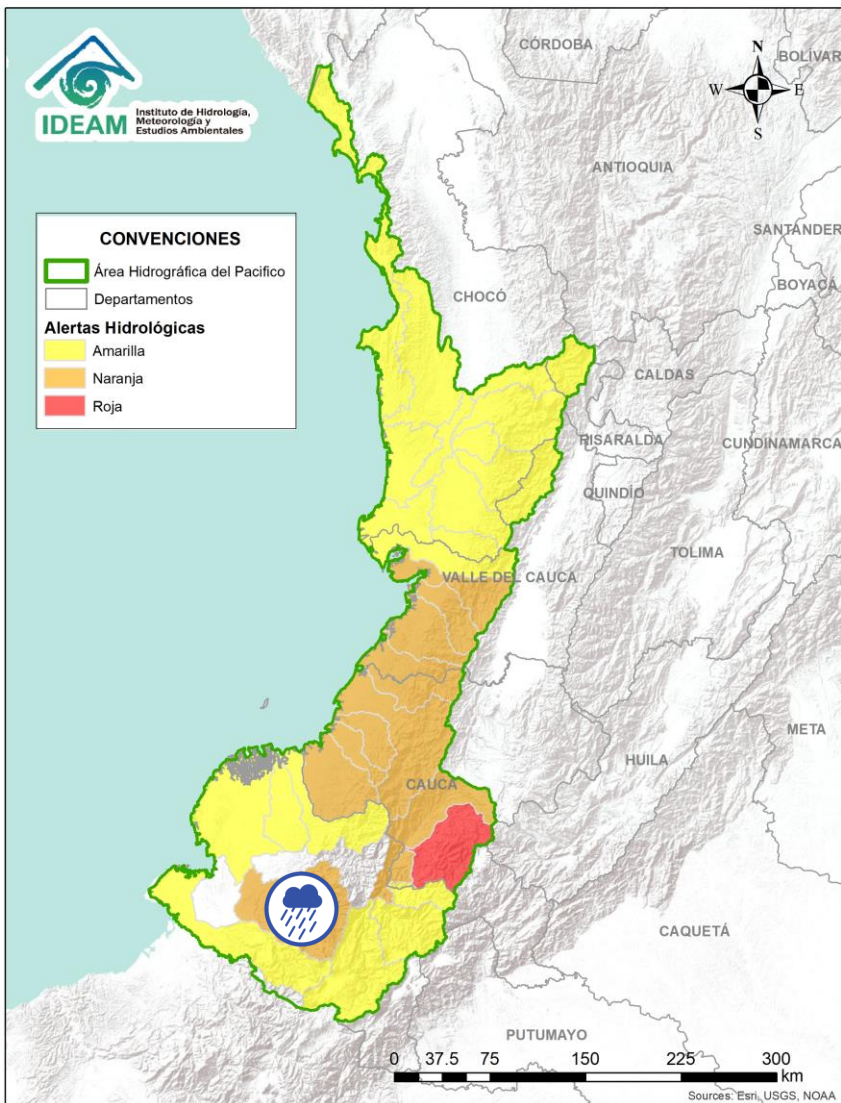 IDEAM
Instituto de Hidrología,
Meteorología y
Estudios Ambientales
CONVENCIONES
Área Hidrográfica del Pacifico
Departamentos
Alertas Hidrológicas
Amarilla
Naranja
Roja
N
W E
S
CÓRDOBA
BOLÍVAR
ANTIOQUIA
SANTANDER
BOYACÁ
CHOCÓ
CALDAS
RISARALDA
CUNDINAMARCA
QUINDÍO
TOLIMA
VALLE DEL CAUCA
META
HUILA
CAUCA
CAQUETÁ
PUTUMAYO
0 37.5 75 150 225 300
km
Sources: Esri, USGS, NOAA